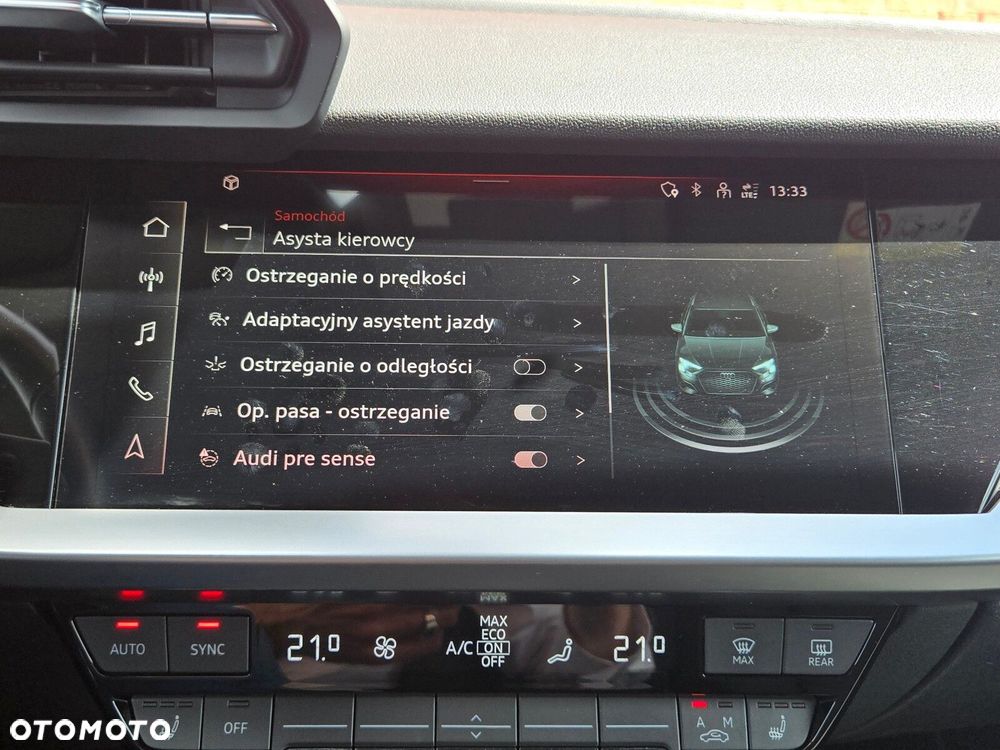 LTE
13:33
Samochód
Asysta kierowcy
Ostrzeganie o prędkości
Adaptacyjny asystent jazdy
Ostrzeganie o odległości
Op. pasa - ostrzeganie
Audi pre sense
AUTO
SYNC
21.0
A/C
MAX
ECO
ON
OFF
21.0
MAX
REAR
OFF
A M
OTOMOTO